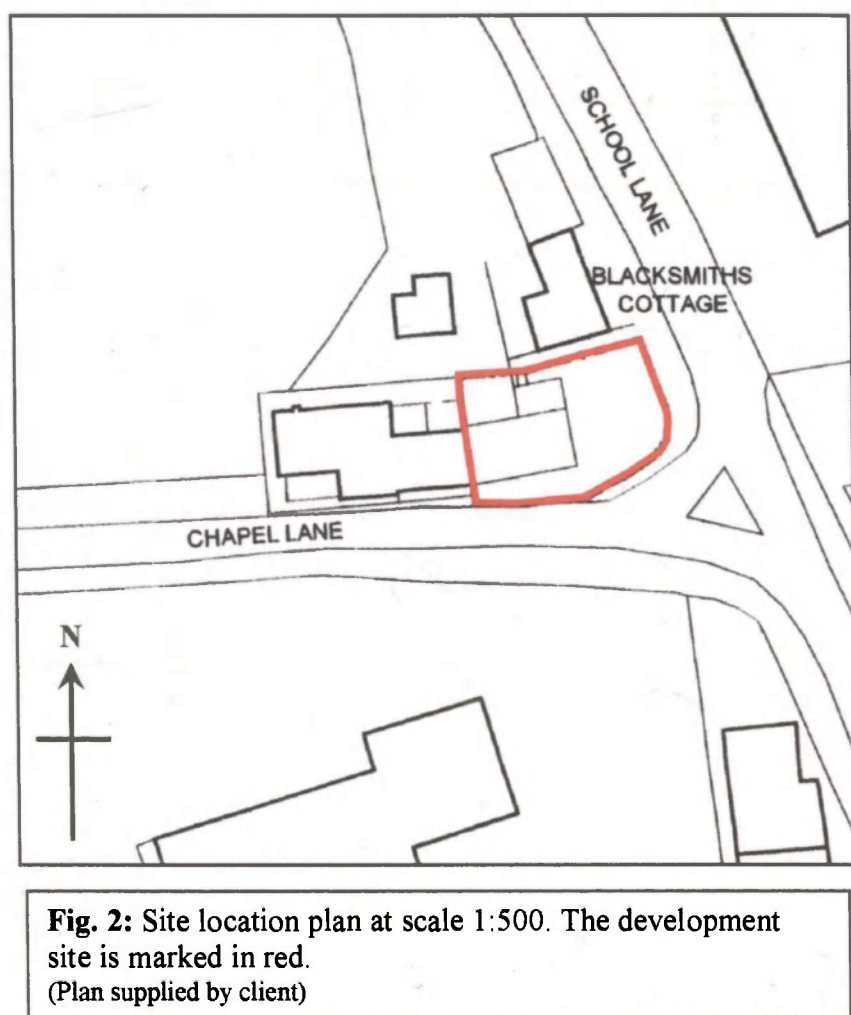 SCHOOL LANE
BLACKSMITHS
COTTAGE
CHAPEL LANE
N
Fig. 2: Site location plan at scale 1:500. The development
site is marked in red.
(Plan supplied by client)